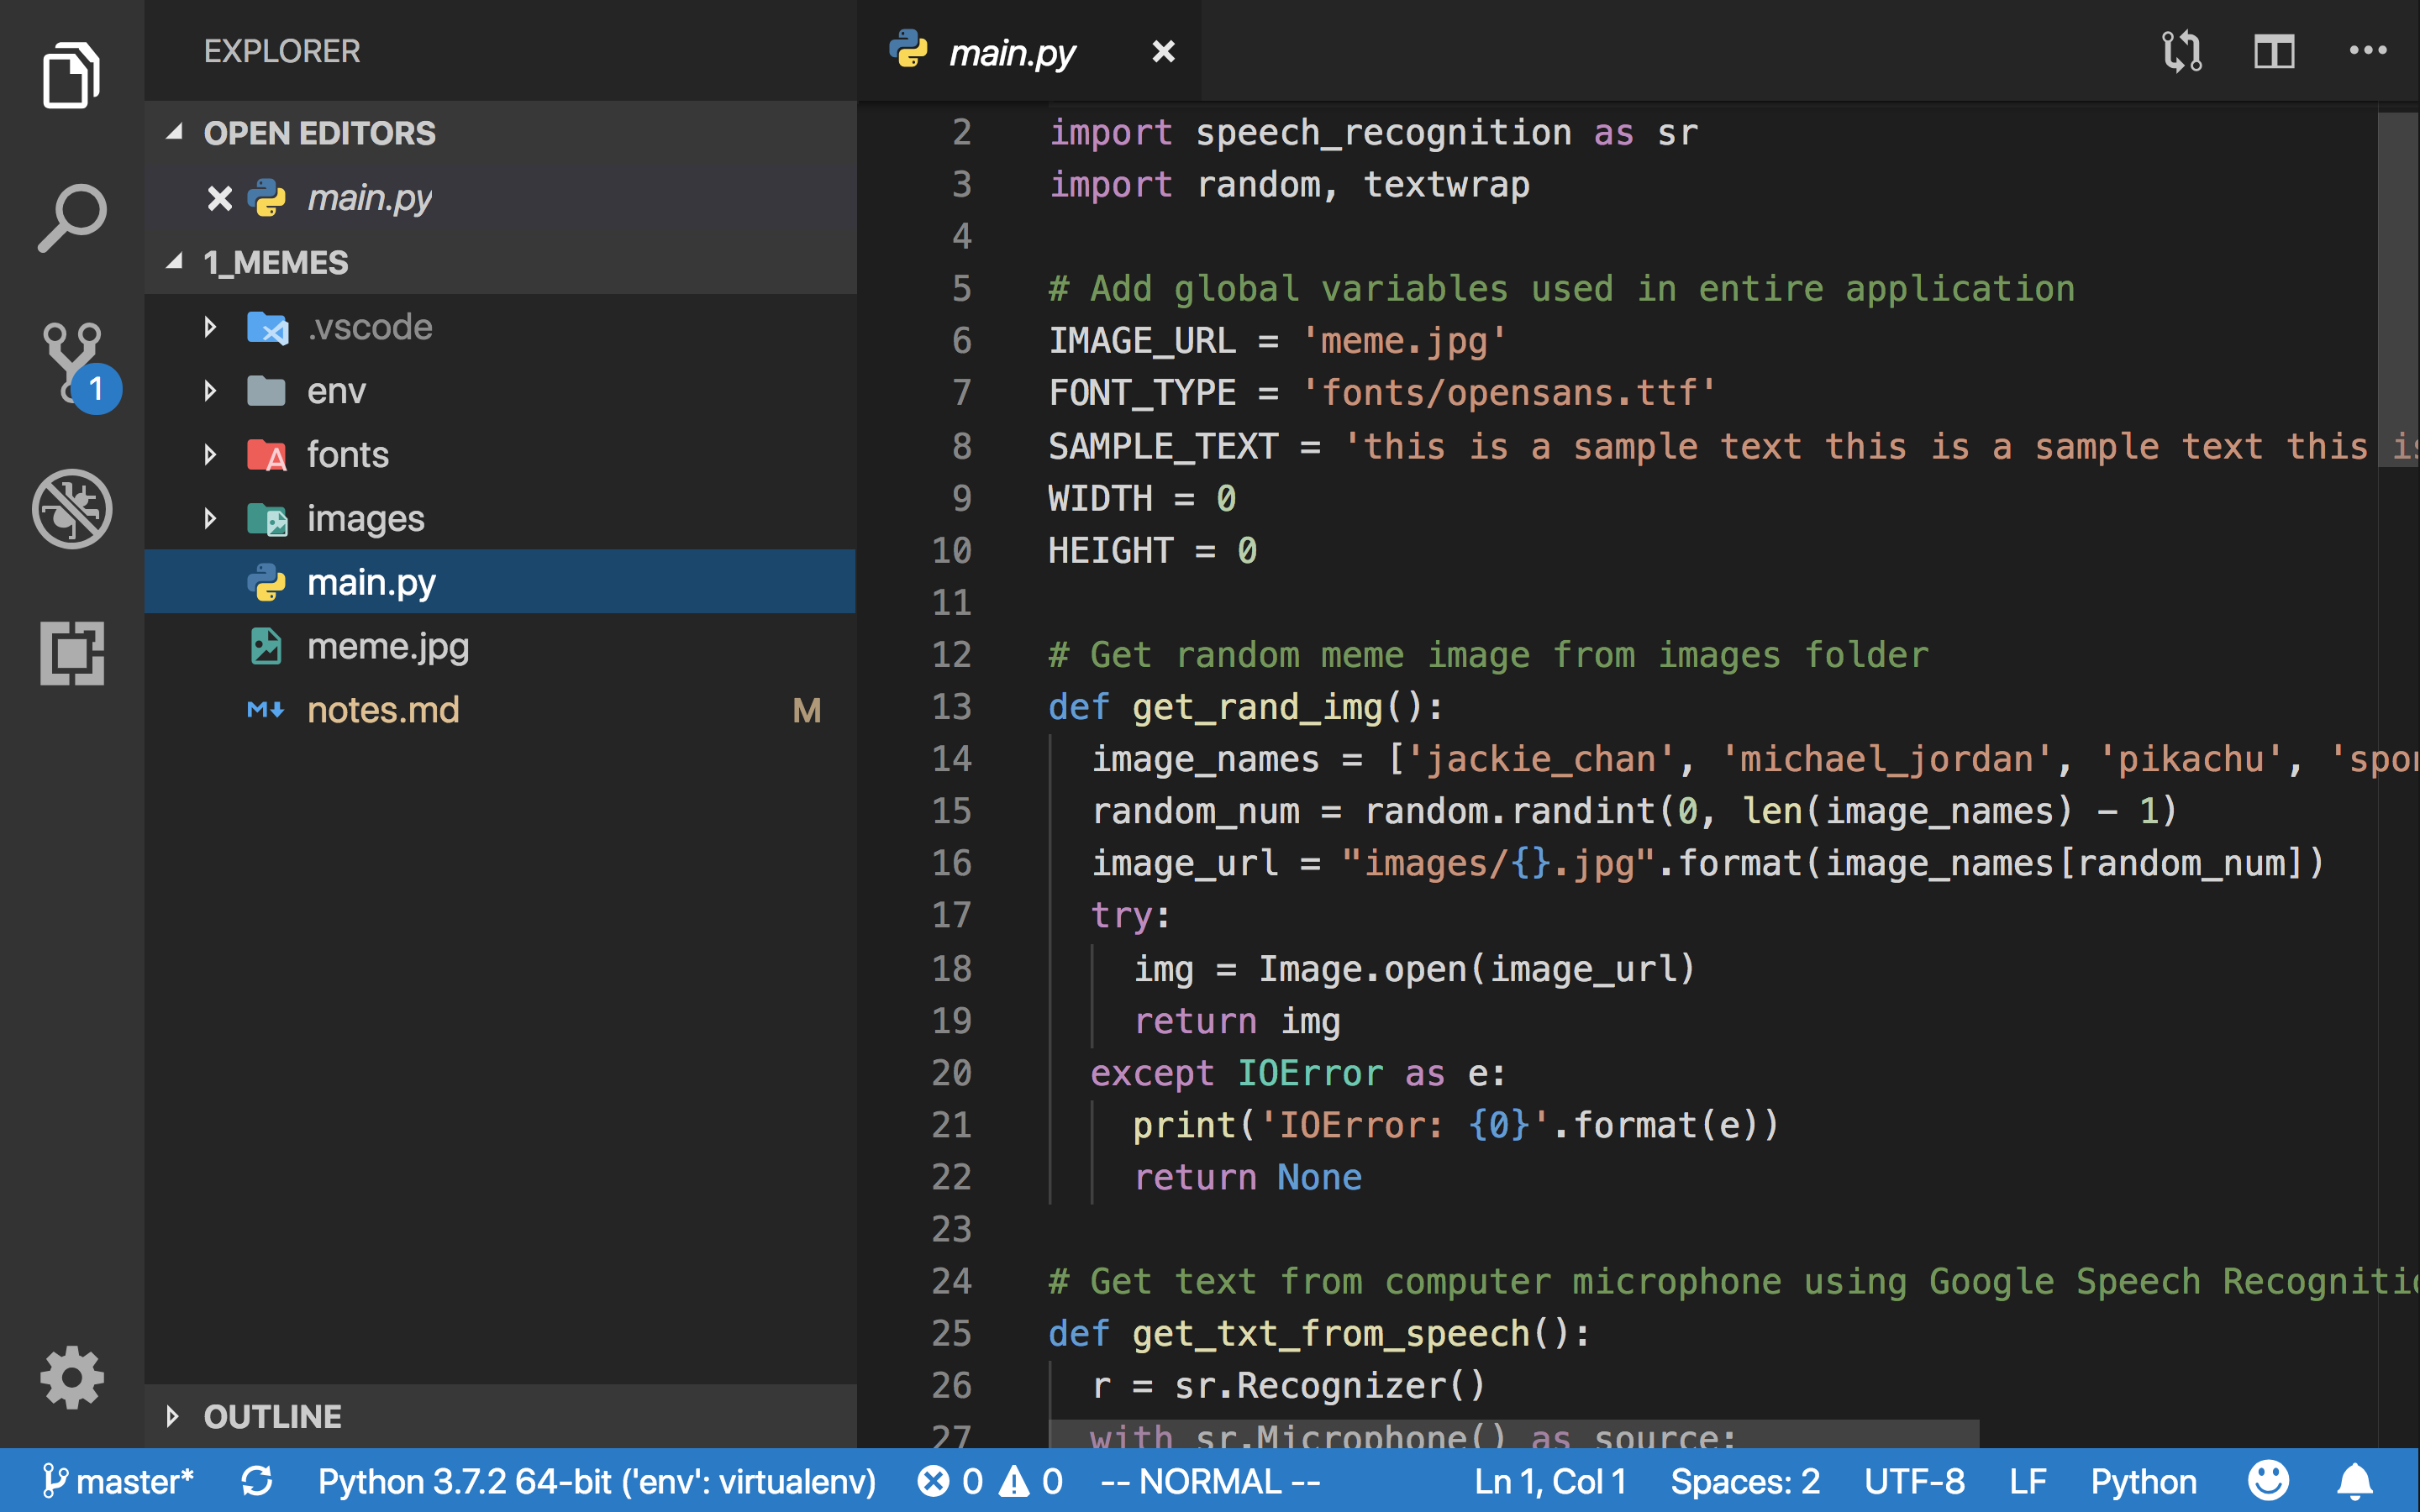 EXPLORER
OPEN EDITORS
main.py
1_MEMES
.vscode
env
fonts
images
main.py
meme.jpg
notes.md M
OUTLINE
main.py
2 import speech_recognition as sr
3 import random, textwrap
4
5 # Add global variables used in entire application
6 IMAGE_URL = 'meme.jpg'
7 FONT_TYPE = 'fonts/opensans.ttf'
8 SAMPLE_TEXT = 'this is a sample text this is a sample text this is
9 WIDTH = 0
10 HEIGHT = 0
11
12 # Get random meme image from images folder
13 def get_rand_img():
14 image_names = ['jackie_chan', 'michael_jordan', 'pikachu',
15 random_num = random.randint(0, len(image_names) - 1)
16 image_url = "images/{}.jpg".format(image_names[random_num])
17 try:
18 img = Image.open(image_url)
19 return img
20 except IOError as e:
21 print('IOError: {0}'.format(e))
22 return None
23
24 # Get text from computer microphone using Google Speech
25 def get_txt_from_speech():
26 r = sr.Recognizer()
27 with sr.Microphone() as source:
1
master* Python 3.7.2 64-bit ('env': virtualenv) 0 0 -- NORMAL -- Ln 1, Col 1 Spaces: 2 UTF-8 LF Python